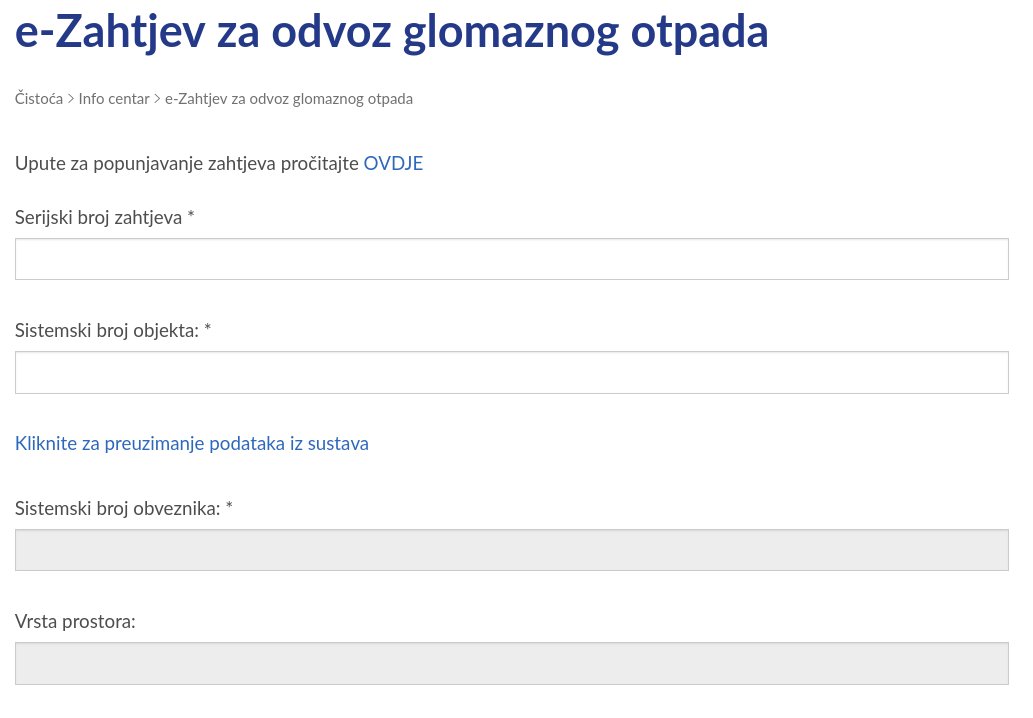 e-Zahtjev za odvoz glomaznog otpada
Čistoća > Info centar > e-Zahtjev za odvoz glomaznog otpada
Upute za popunjavanje zahtjeva pročitajte OVDJE
Serijski broj zahtjeva *
Sistemski broj objekta: *
Kliknite za preuzimanje podataka iz sustava
Sistemski broj obveznika: *
Vrsta prostora: